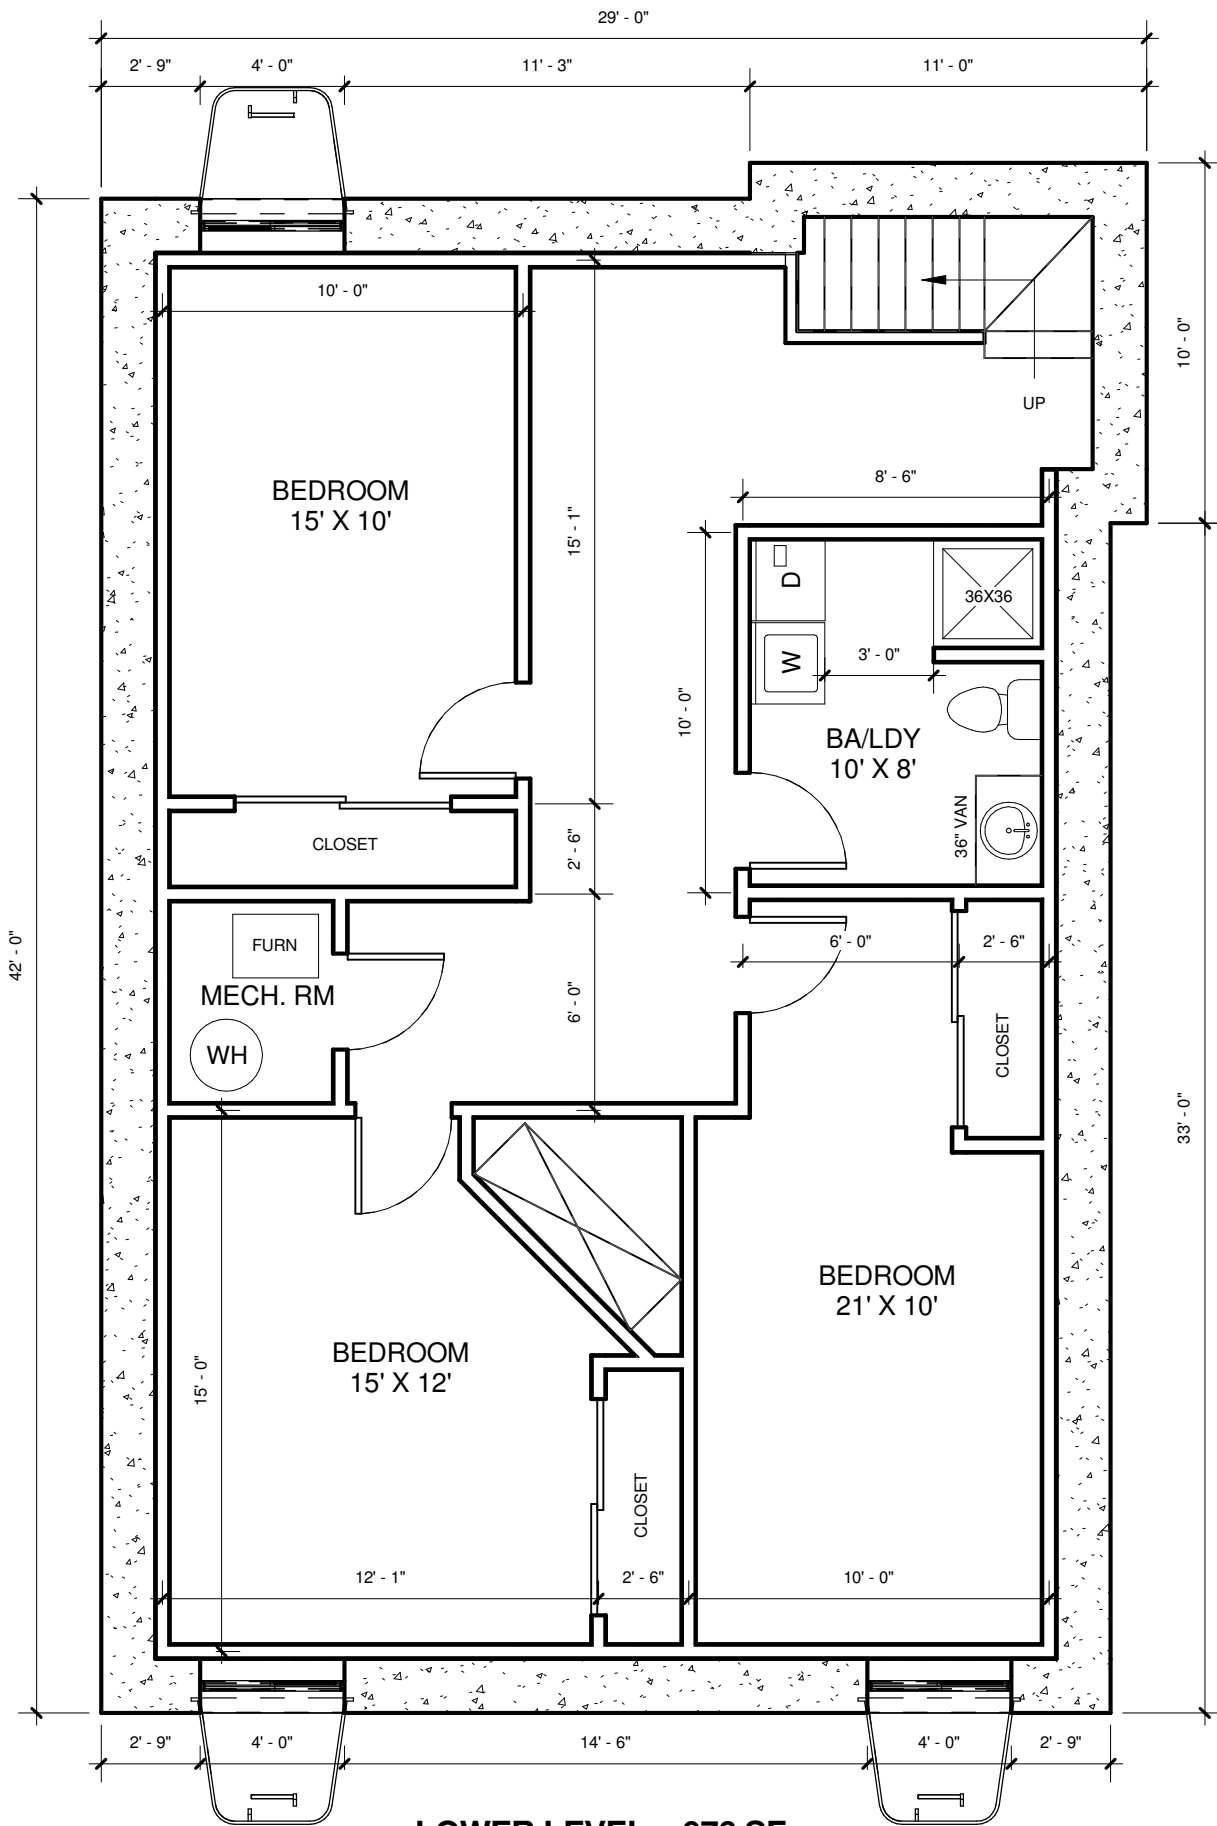 29' - 0"
2' - 9"
4' - 0"
11' - 3"
11' - 0"
10' - 0"
UP
10' - 0"
8' - 6"
BEDROOM
15' X 10'
15' - 1"
D
36X36
W
3' - 0"
10' - 0"
BA/LDY
10' X 8'
36" VAN
CLOSET
2' - 6"
42' - 0"
FURN
MECH. RM
WH
6' - 0"
6' - 0"
2' - 6"
CLOSET
33' - 0"
BEDROOM
21' X 10'
BEDROOM
15' X 12'
15' - 0"
CLOSET
12' - 1"
2' - 6"
10' - 0"
2' - 9"
4' - 0"
14' - 6"
4' - 0"
2' - 9"
LOWER LEVEL